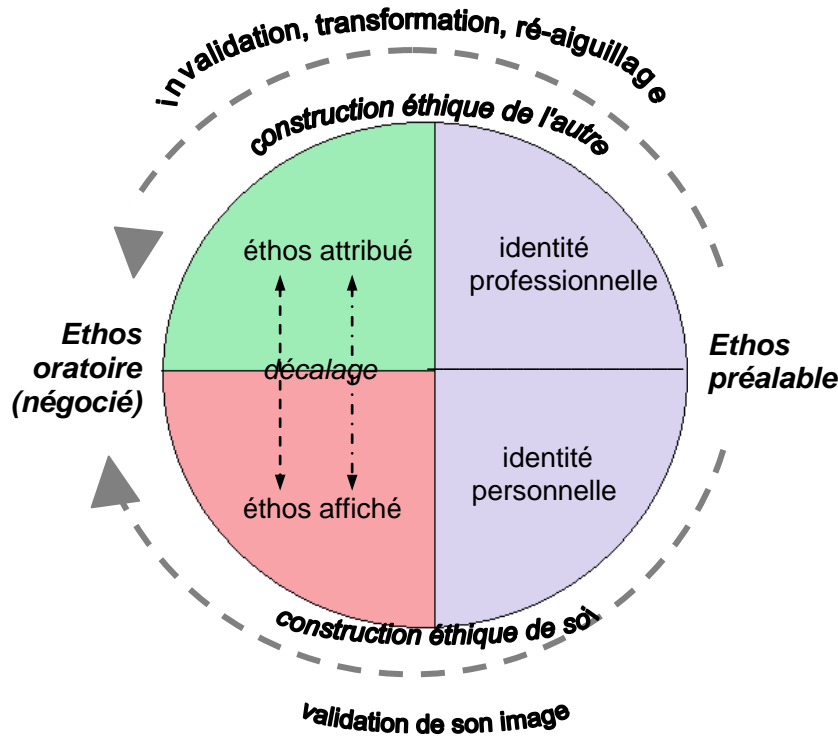 invalidation, transformation, ré-aiguillage
construction éthique de l'autre
éthos attribué
identité
professionnelle
Ethos
oratoire
(négocié)
décalage
Ethos
préalable
éthos affiché
identité
personnelle
construction éthique de soi
validation de son image